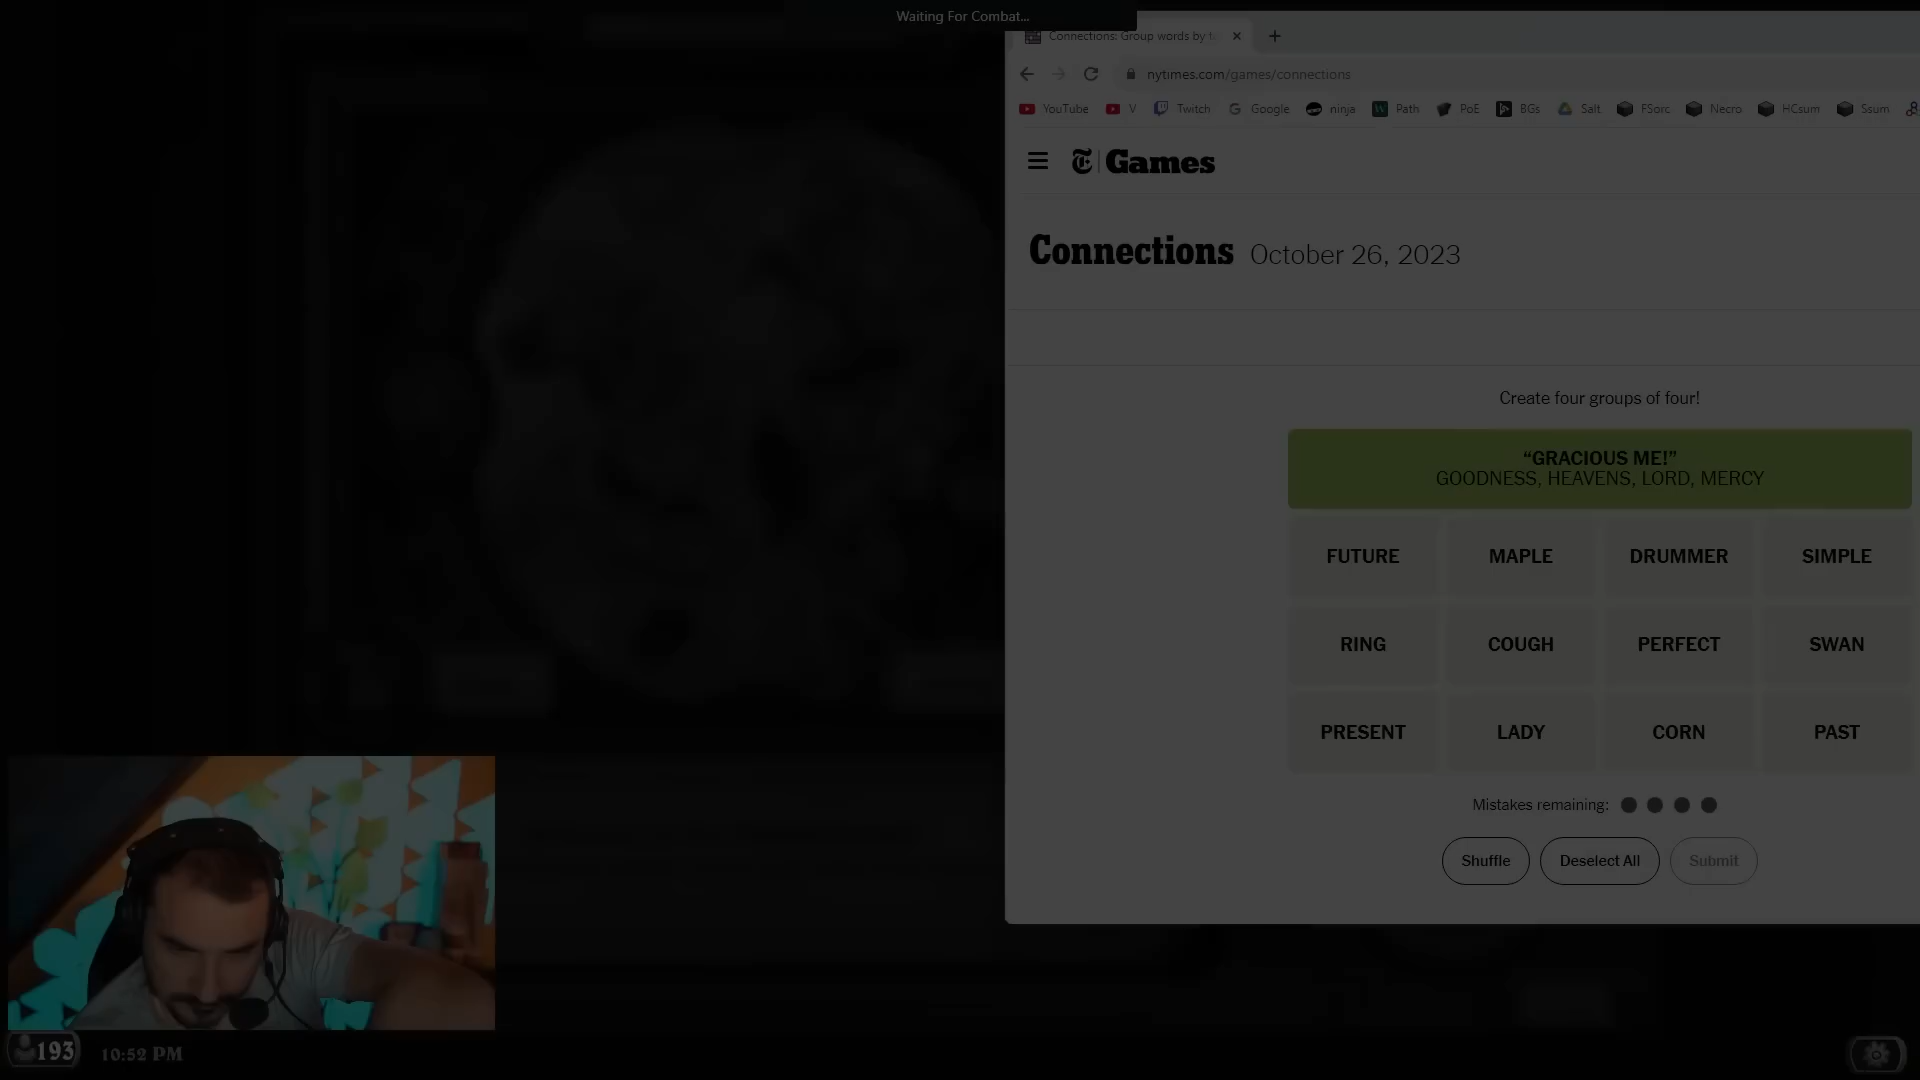 Waiting For Combat...
Connections: Group words by
nytimes.com/games/connections
YouTube V Twitch Google ninja Path PoE BGs Salt FSorc Necro HCsum Ssum
Games
Connections October 26, 2023
Create four groups of four!
“GRACIOUS ME!”
GOODNESS, HEAVENS, LORD, MERCY
FUTURE MAPLE DRUMMER SIMPLE
RING COUGH PERFECT SWAN
PRESENT LADY CORN PAST
Mistakes remaining:
Shuffle Deselect All Submit
193 10:52 PM